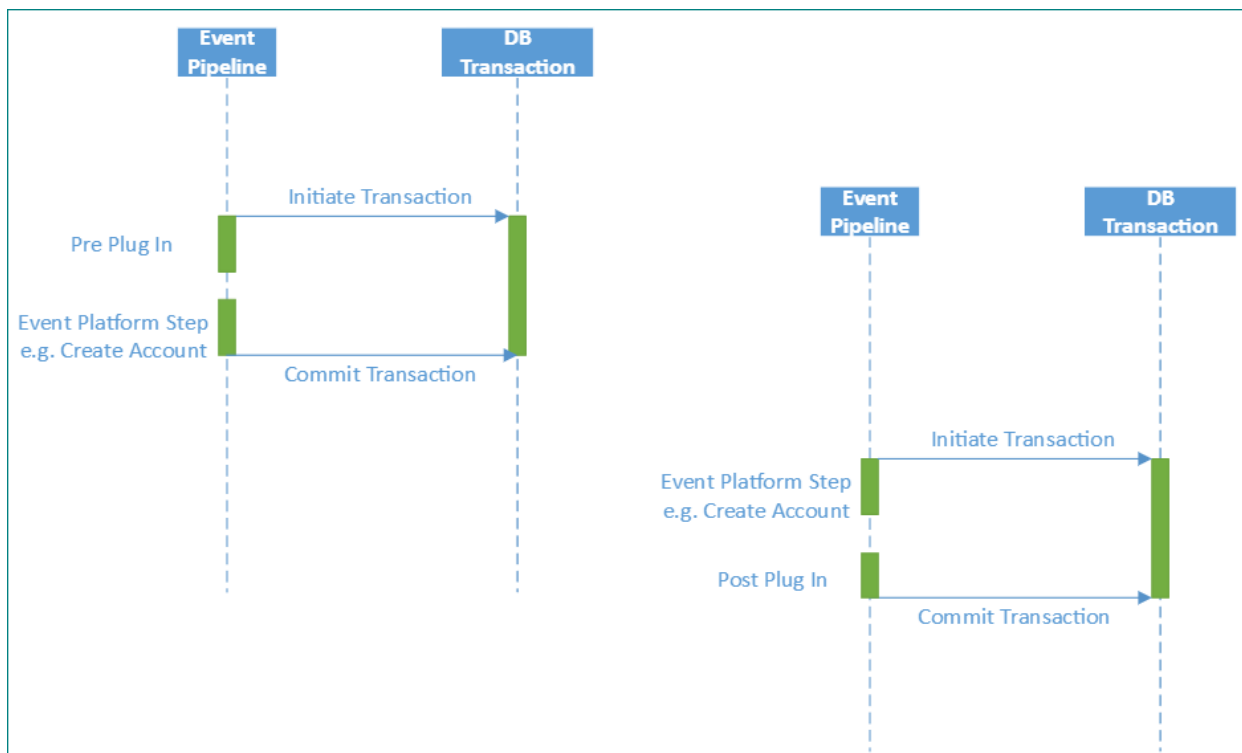 Event
Pipeline
DB
Transaction
Initiate Transaction
Pre Plug In
Event Platform Step
e.g. Create Account
Commit Transaction
Event
Pipeline
DB
Transaction
Initiate Transaction
Event Platform Step
e.g. Create Account
Post Plug In
Commit Transaction